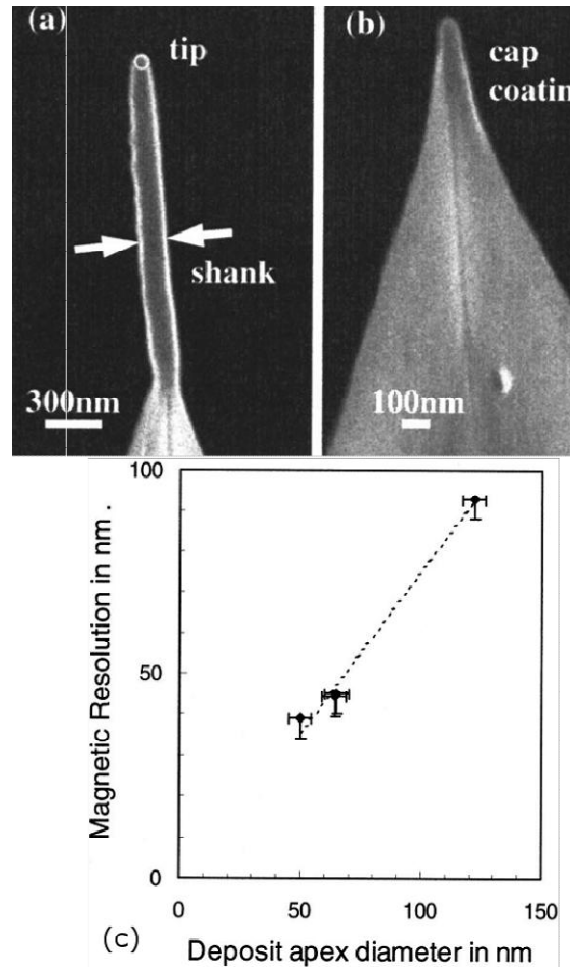 (a)
tip
shank
300nm
(b)
cap
coatin
100nm
100
50
0
0 50 100 150
Magnetic Resolution in nm .
Deposit apex diameter in nm
(c)